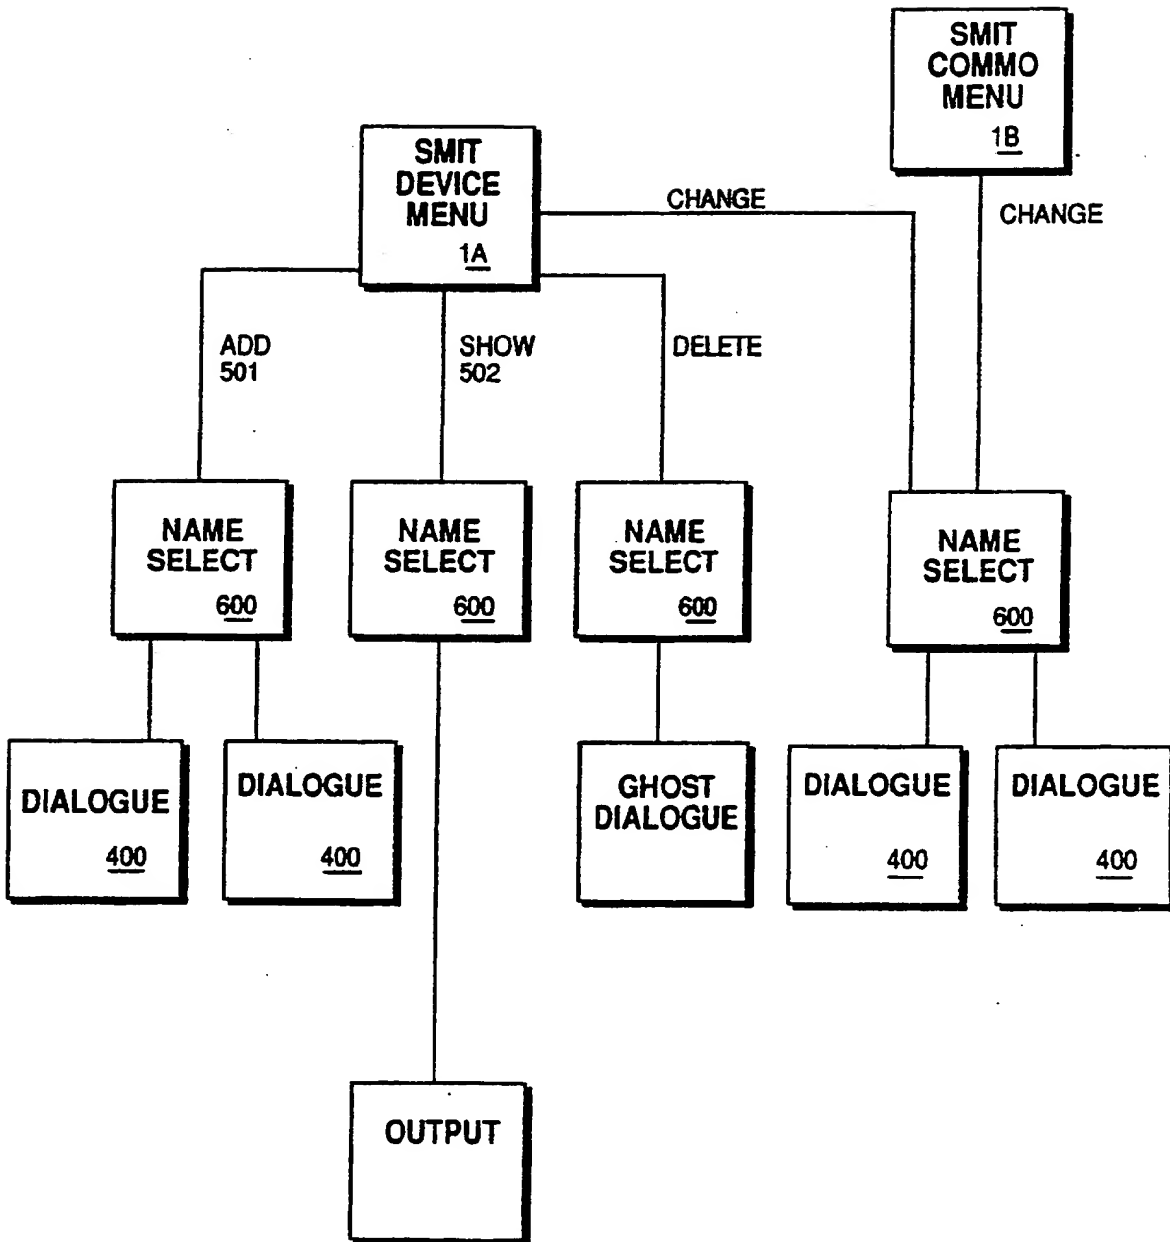 SMIT
COMMO
MENU
1B
SMIT
DEVICE
MENU
1A
CHANGE
CHANGE
ADD
501
SHOW
502
DELETE
NAME
SELECT
600
NAME
SELECT
600
NAME
SELECT
600
NAME
SELECT
600
DIALOGUE
400
DIALOGUE
400
GHOST
DIALOGUE
DIALOGUE
400
DIALOGUE
400
OUTPUT